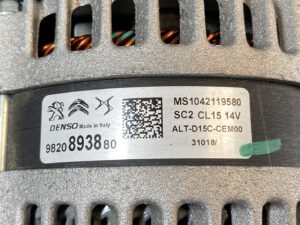 DENSO Made in Italy
9820893880
MS1042119580
SC2 CL15 14V
ALT-D15C-CEM00
31018/